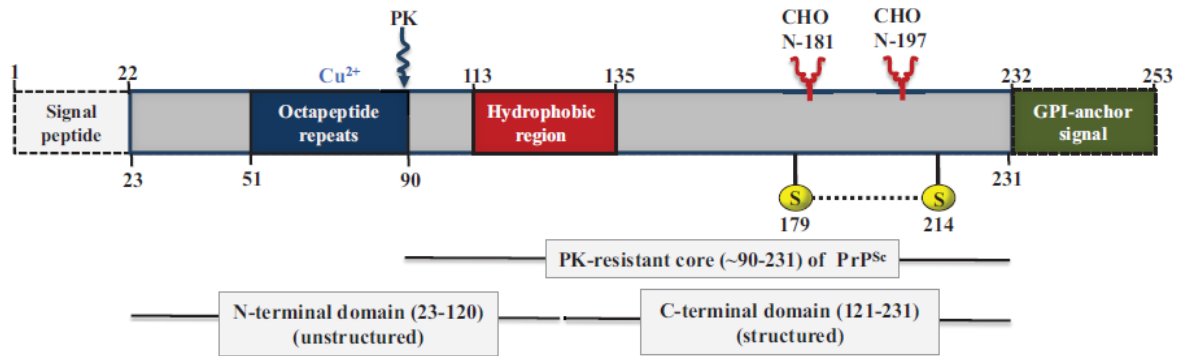 PK
CHO CHO
N-181 N-197
1 22 Cu²⁺ 113 135 232 253
Signal
peptide
Octapeptide
repeats
Hydrophobic
region
GPI-anchor
signal
23 51 90 231
S S
179 214
PK-resistant core (~90-231) of PrPSc
N-terminal domain (23-120)
(unstructured)
C-terminal domain (121-231)
(structured)